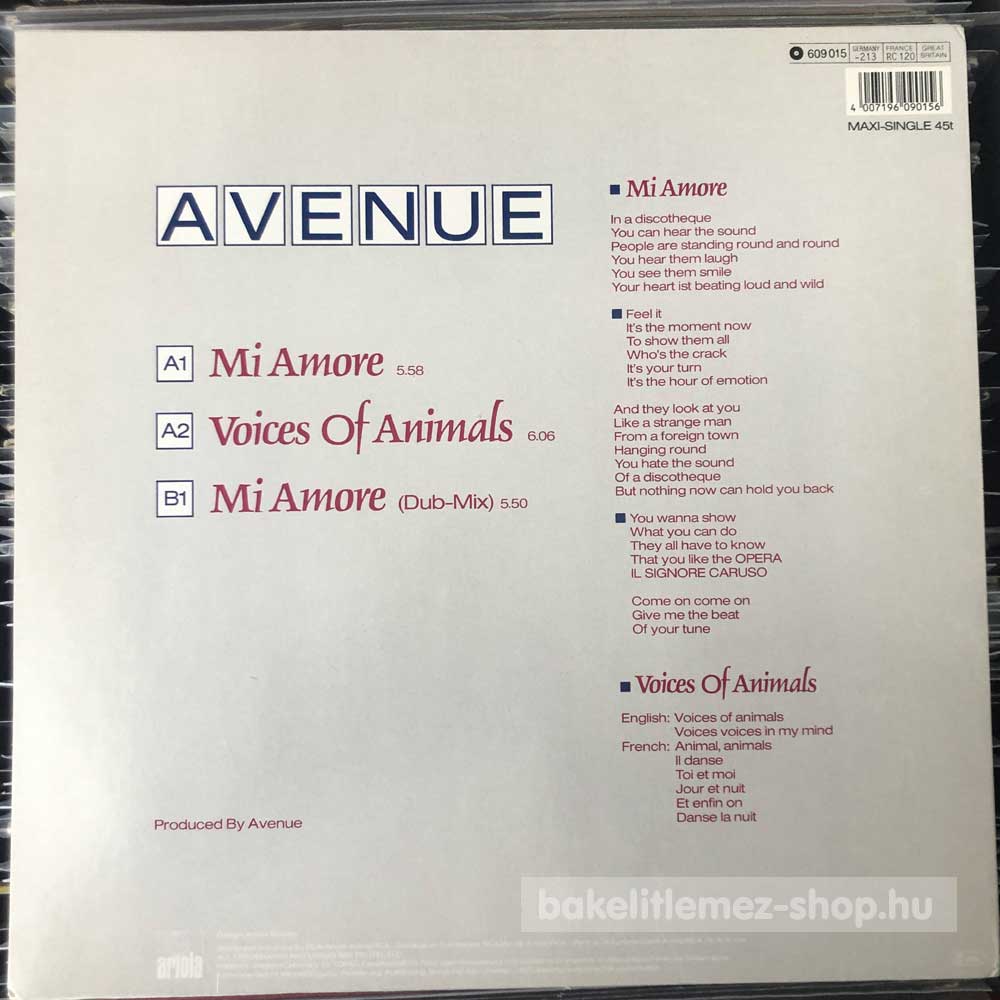 609 015 GERMANY -213 FRANCE RC 120 GREAT BRITAIN
4 007196 090156
MAXI-SINGLE 45t
AVENUE
A1 Mi Amore 5.58
A2 Voices Of Animals 6.06
B1 Mi Amore (Dub-Mix) 5.50
Produced By Avenue
Mi Amore
In a discotheque
You can hear the sound
People are standing round and round
You hear them laugh
You see them smile
Your heart ist beating loud and wild
Feel it
It's the moment now
To show them all
Who's the crack
It's your turn
It's the hour of emotion
And they look at you
Like a strange man
From a foreign town
Hanging round
You hate the sound
Of a discotheque
But nothing now can hold you back
You wanna show
What you can do
They all have to know
That you like the OPERA
IL SIGNORE CARUSO
Come on come on
Give me the beat
Of your tune
Voices Of Animals
English: Voices of animals
Voices voices in my mind
French: Animal, animals
Il danse
Toi et moi
Jour et nuit
Et enfin on
Danse la nuit
bakelitlemez-shop.hu
ariola